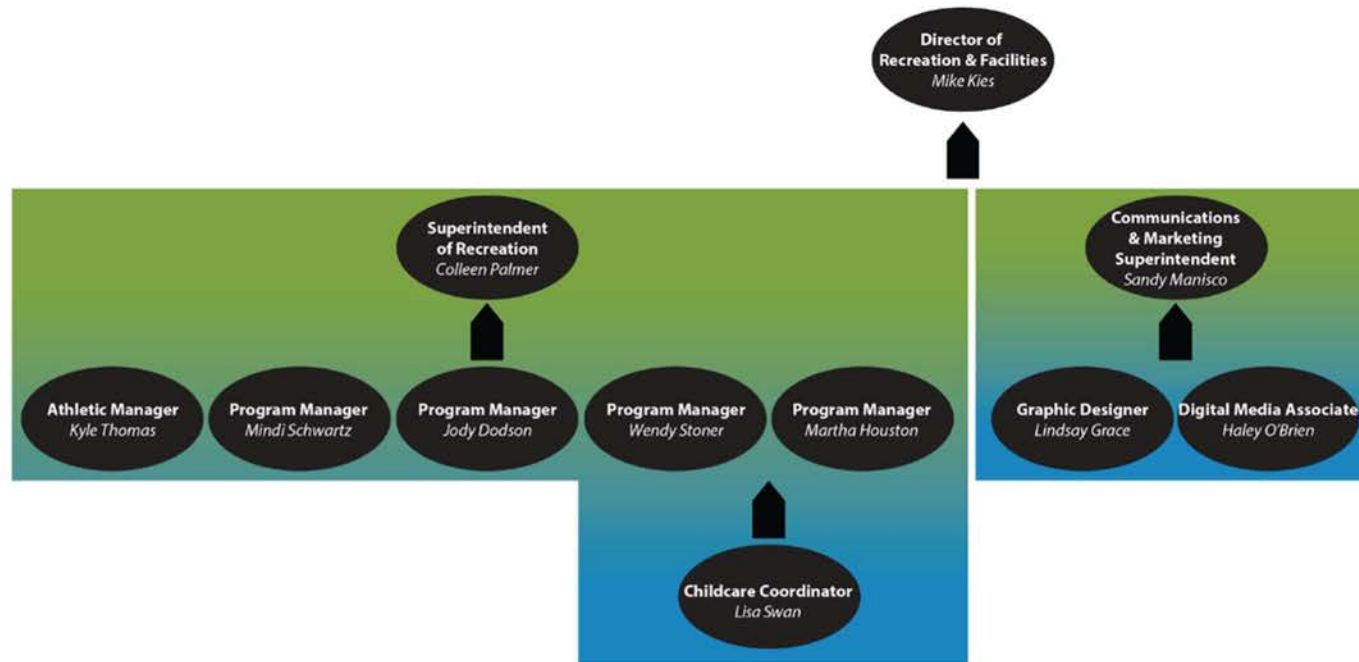 Director of
Recreation & Facilities
Mike Kies
Superintendent
of Recreation
Colleen Palmer
Communications
& Marketing
Superintendent
Sandy Manisco
Athletic Manager
Kyle Thomas
Program Manager
Mindi Schwartz
Program Manager
Jody Dodson
Program Manager
Wendy Stoner
Program Manager
Martha Houston
Graphic Designer
Lindsay Grace
Digital Media Associate
Haley O'Brien
Childcare Coordinator
Lisa Swan